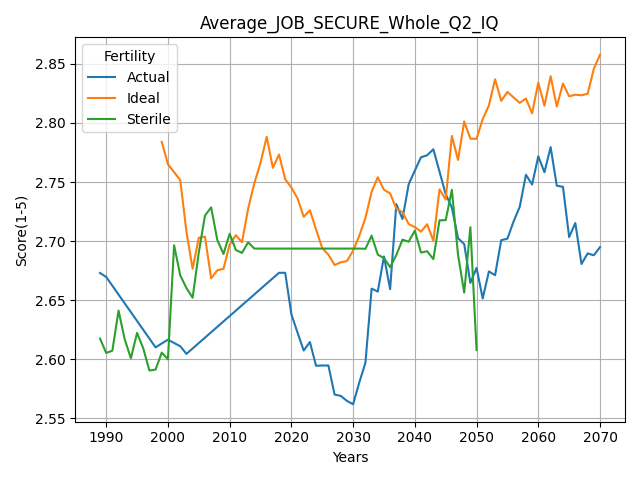 Average_JOB_SECURE_Whole_Q2_IQ
Fertility
Actual
Ideal
Sterile
Score(1-5)
2.85
2.80
2.75
2.70
2.65
2.60
2.55
1990 2000 2010 2020 2030 2040 2050 2060 2070
Years